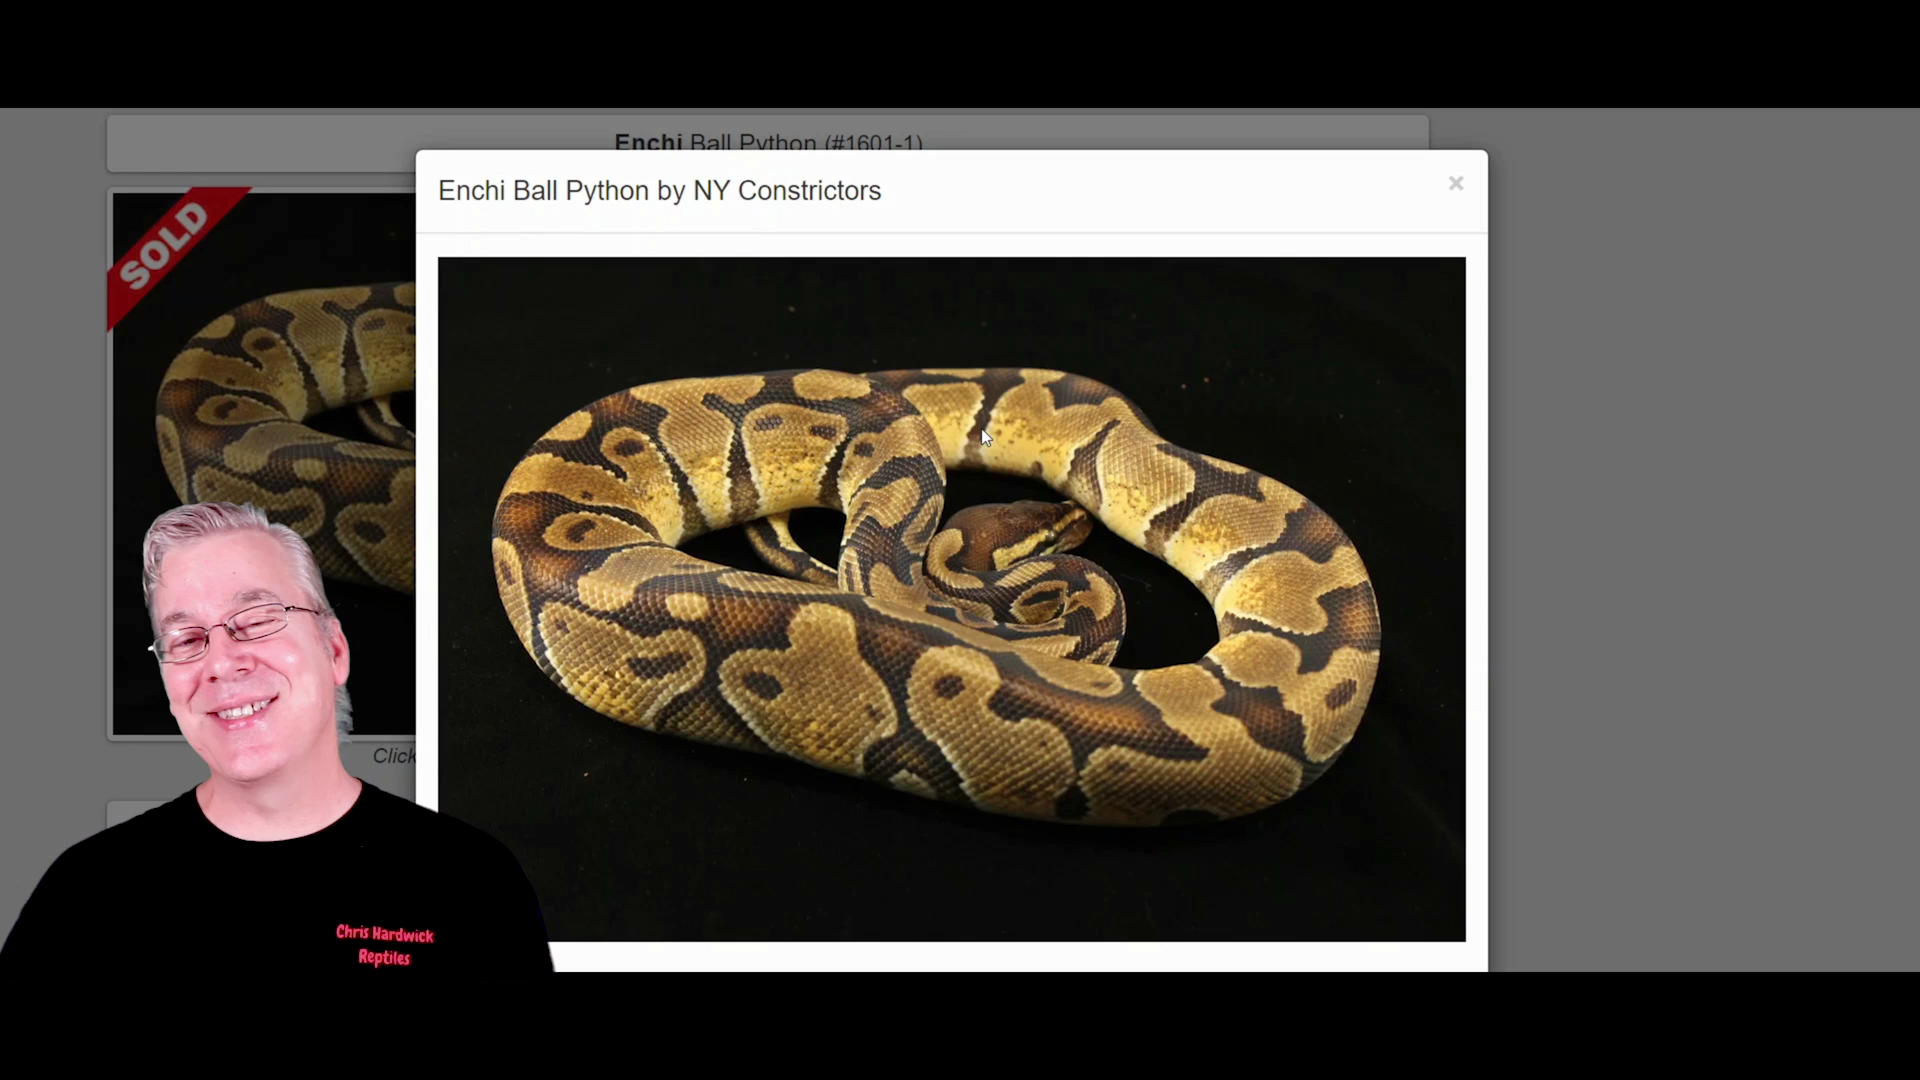 Enchi Ball Python (#1601-1)
Enchi Ball Python by NY Constrictors
×
SOLD
Click
Chris Hardwick
Reptiles